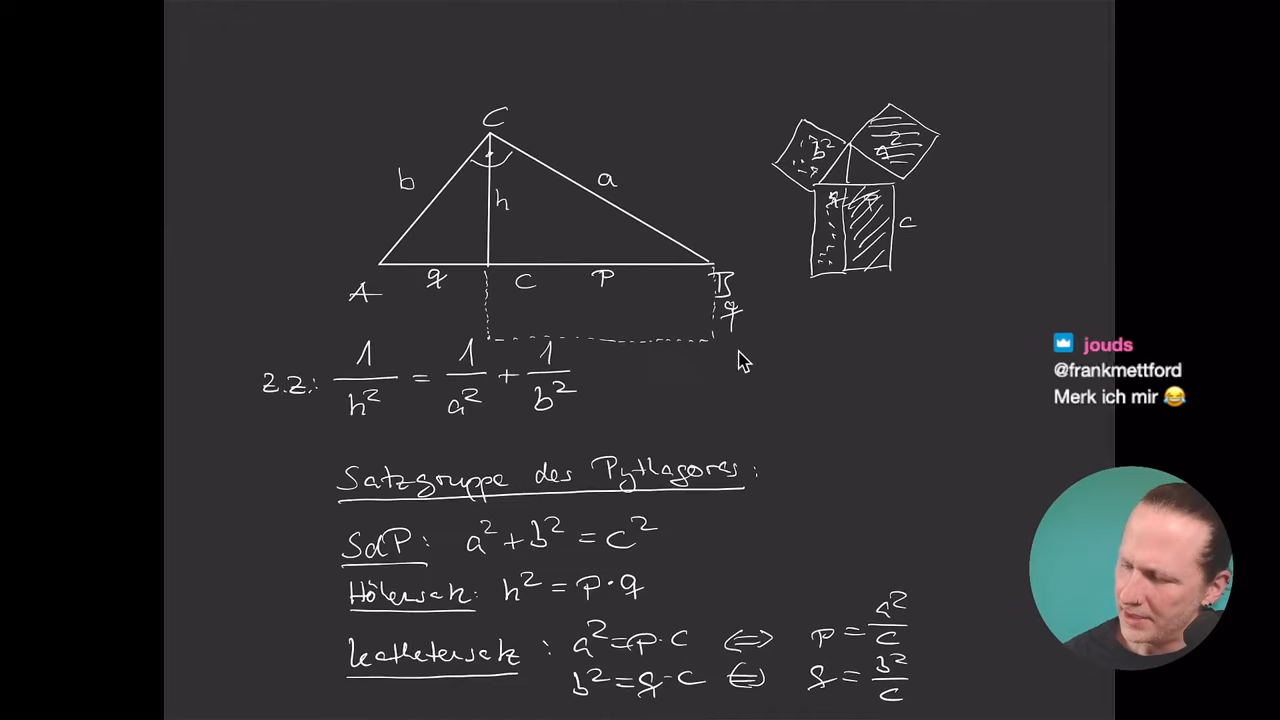 C
b² a²
b a
h
q p
c
A q c p B
q
z.z.: 1/h² = 1/a² + 1/b²
jouds
@frankmettford
Merk ich mir 😂
Satzgruppe des Pythagoras:
SdP: a² + b² = c²
Höhensatz: h² = p · q
Kathetensatz: a² = p · c ⇔ p = a²/c
b² = q · c ⇔ q = b²/c